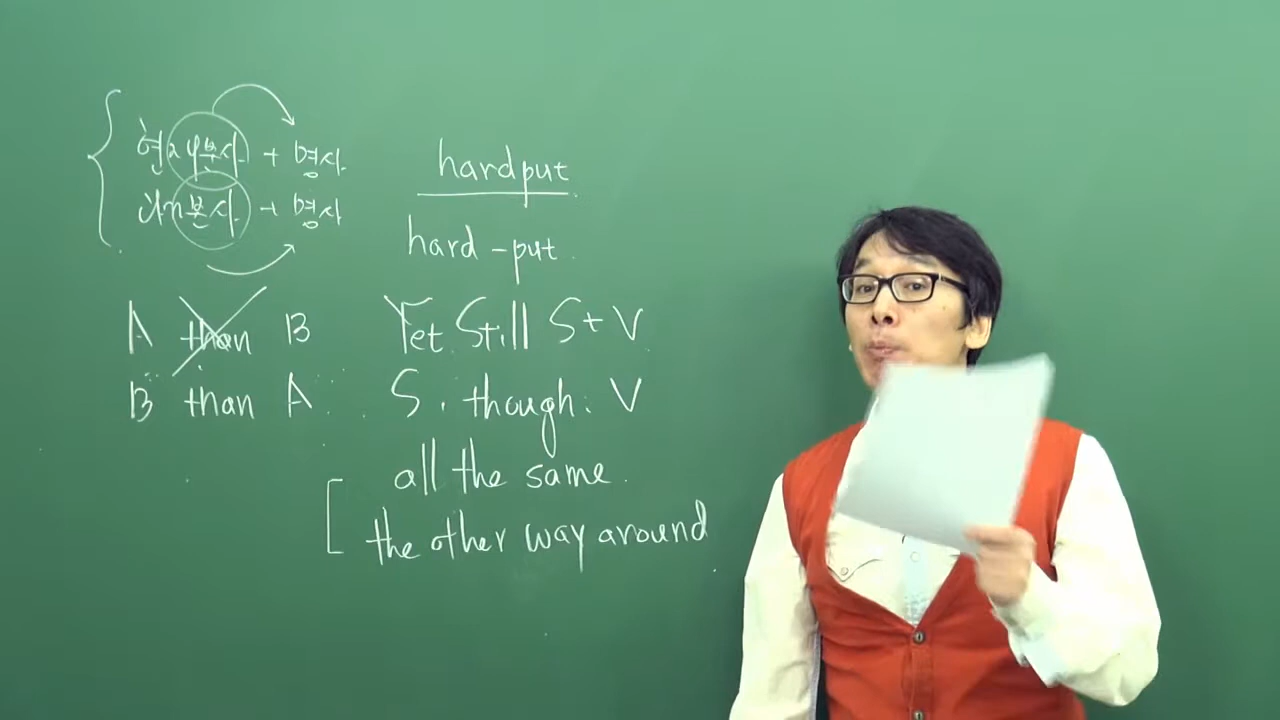 현재분사 + 명사
과거분사 + 명사
hardput
hard-put.
A than B
B than A
Yet. Still S + V
S. though. V
all the same.
the other way around